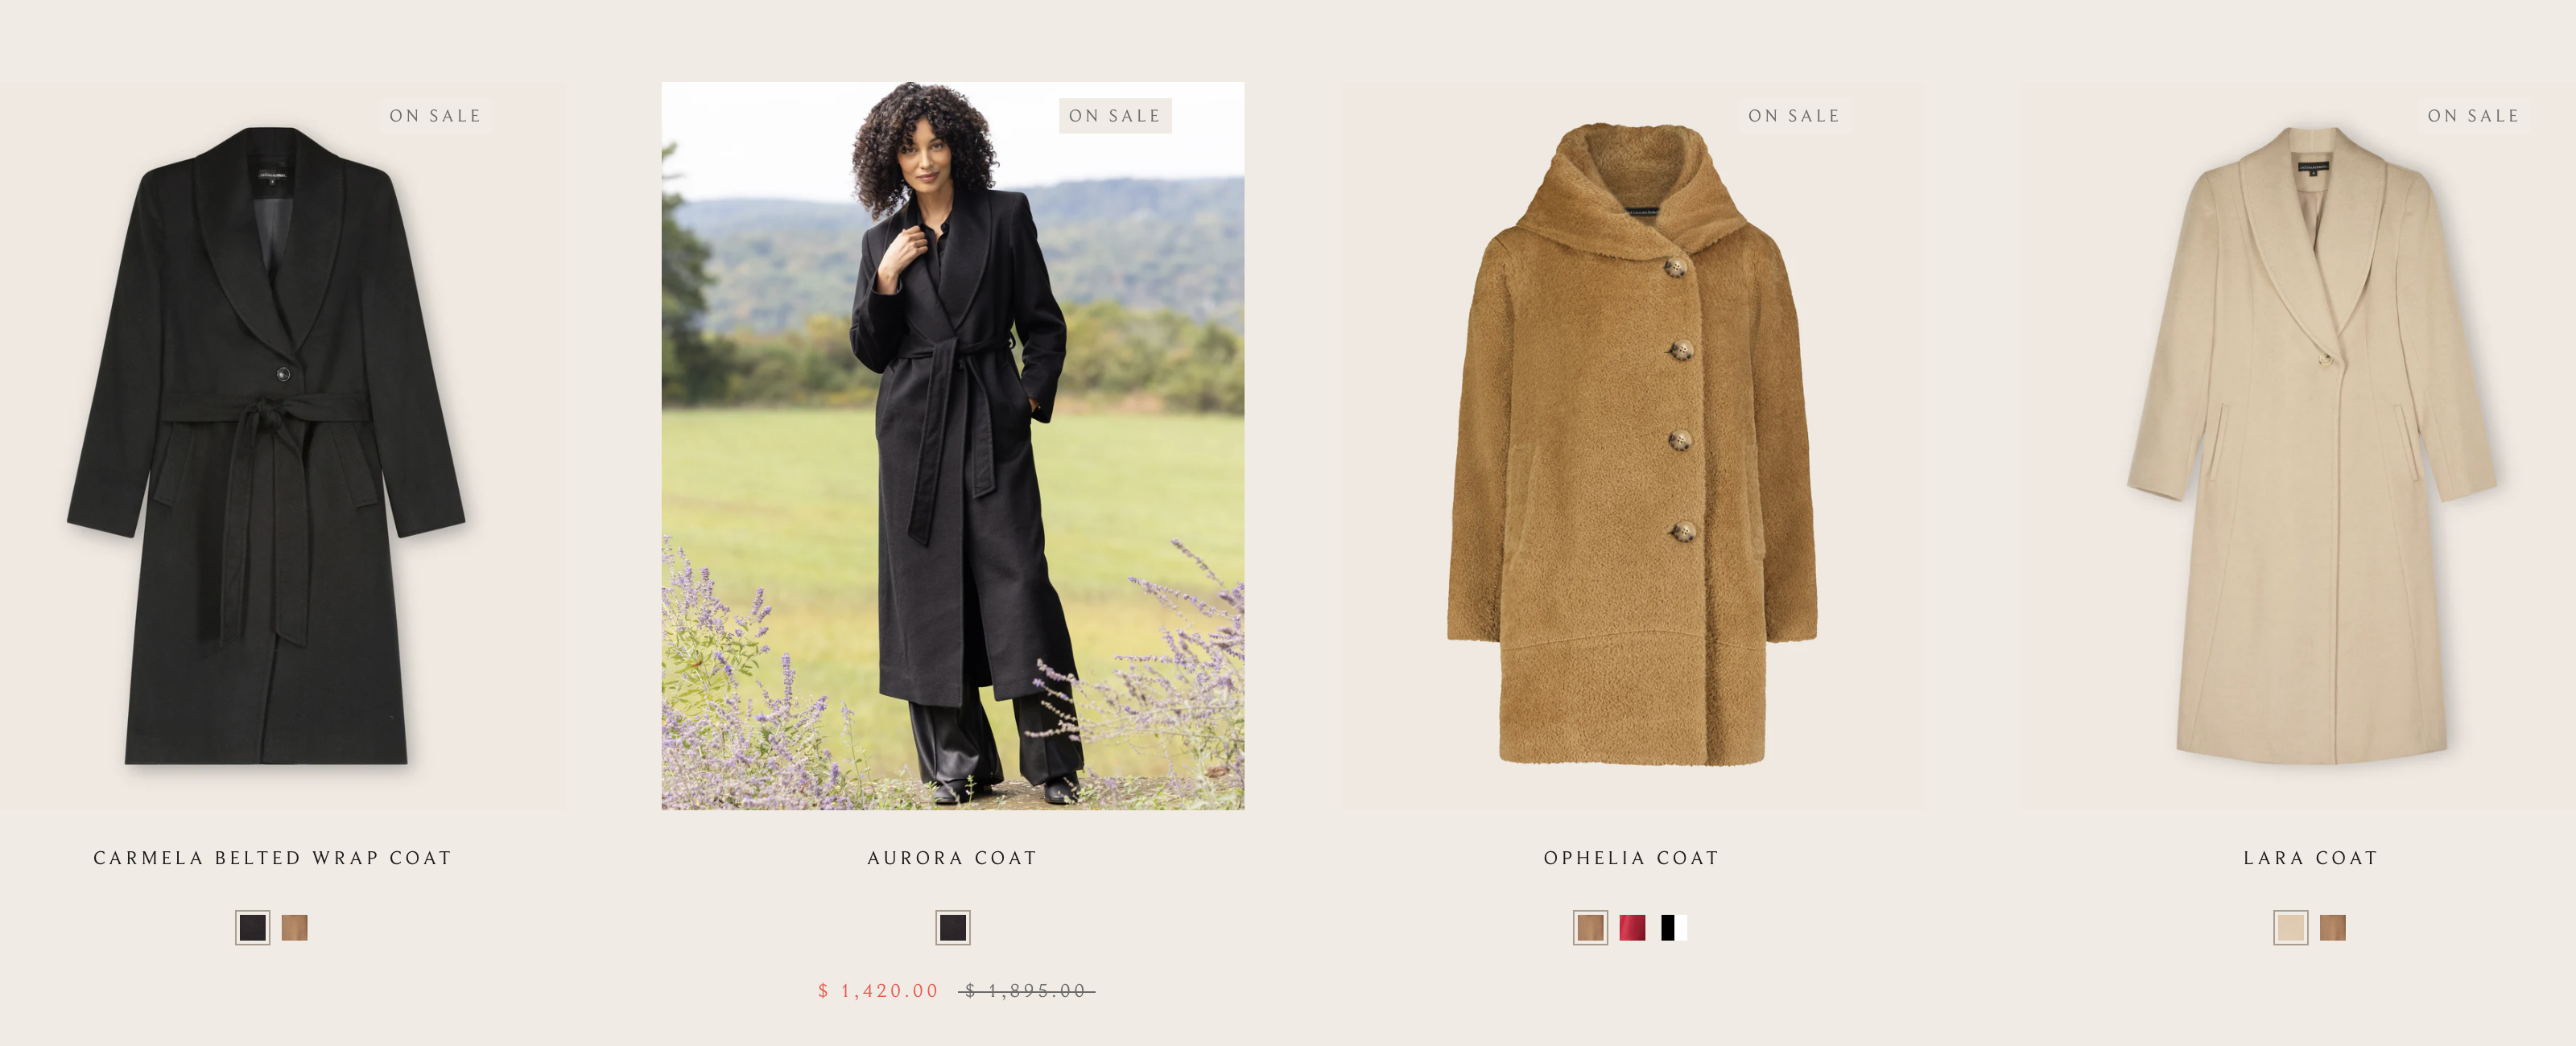 ON SALE
ON SALE
ON SALE
ON SALE
CARMELA BELTED WRAP COAT
AURORA COAT
OPHELIA COAT
LARA COAT
$ 1,420.00 $ 1,895.00